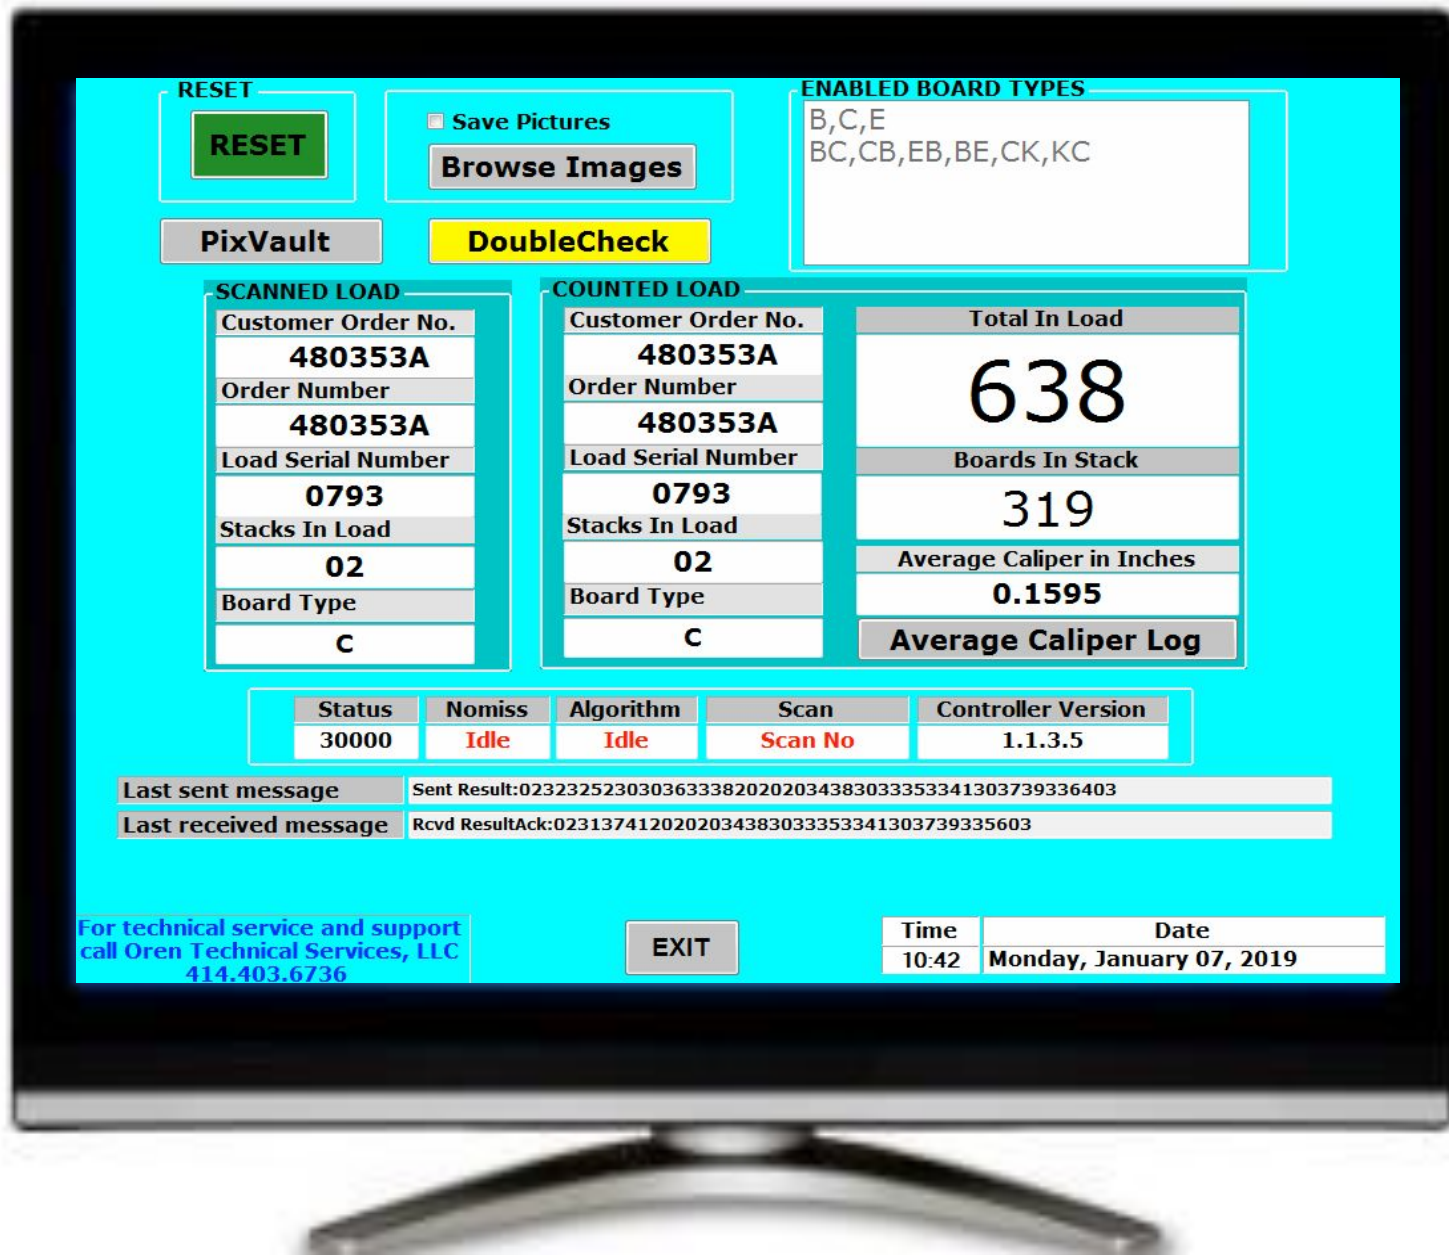 RESET
RESET
Save Pictures
Browse Images
ENABLED BOARD TYPES
B,C,E
BC,CB,EB,BE,CK,KC
PixVault
DoubleCheck
SCANNED LOAD
Customer Order No.
480353A
Order Number
480353A
Load Serial Number
0793
Stacks In Load
02
Board Type
C
COUNTED LOAD
Customer Order No.
480353A
Order Number
480353A
Load Serial Number
0793
Stacks In Load
02
Board Type
C
Total In Load
638
Boards In Stack
319
Average Caliper in Inches
0.1595
Average Caliper Log
Status Nomiss Algorithm Scan Controller Version
30000 Idle Idle Scan No 1.1.3.5
Last sent message Sent Result:02323252303036333820202034383033353341303739336403
Last received message Rcvd ResultAck:023137412020203438303335334130373933​5603
For technical service and support
call Oren Technical Services, LLC
414.403.6736
EXIT
Time Date
10:42 Monday, January 07, 2019